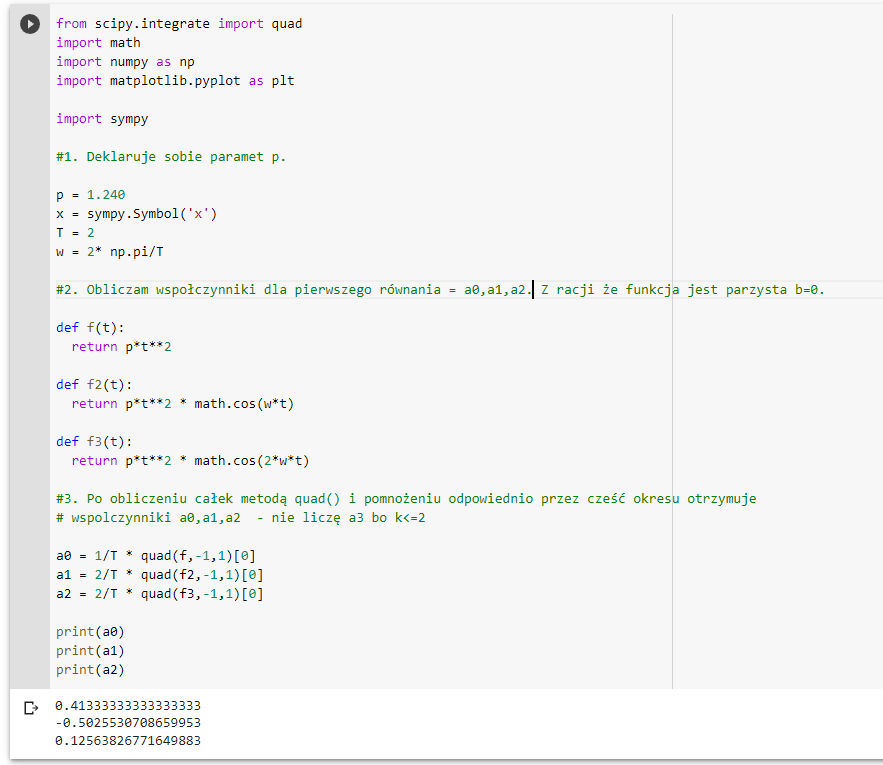 from scipy.integrate import quad
import math
import numpy as np
import matplotlib.pyplot as plt
import sympy
#1. Deklaruje sobie paramet p.
p = 1.240
x = sympy.Symbol('x')
T = 2
w = 2* np.pi/T
#2. Obliczam wspołczynniki dla pierwszego równania = a0,a1,a2. Z racji że funkcja jest parzysta b=0.
def f(t):
  return p*t**2
def f2(t):
  return p*t**2 * math.cos(w*t)
def f3(t):
  return p*t**2 * math.cos(2*w*t)
#3. Po obliczeniu całek metodą quad() i pomnożeniu odpowiednio przez cześć okresu otrzymuje
# wspolczynniki a0,a1,a2  - nie liczę a3 bo k<=2
a0 = 1/T * quad(f,-1,1)[0]
a1 = 2/T * quad(f2,-1,1)[0]
a2 = 2/T * quad(f3,-1,1)[0]
print(a0)
print(a1)
print(a2)
0.41333333333333333
-0.5025530708659953
0.12563826771649883